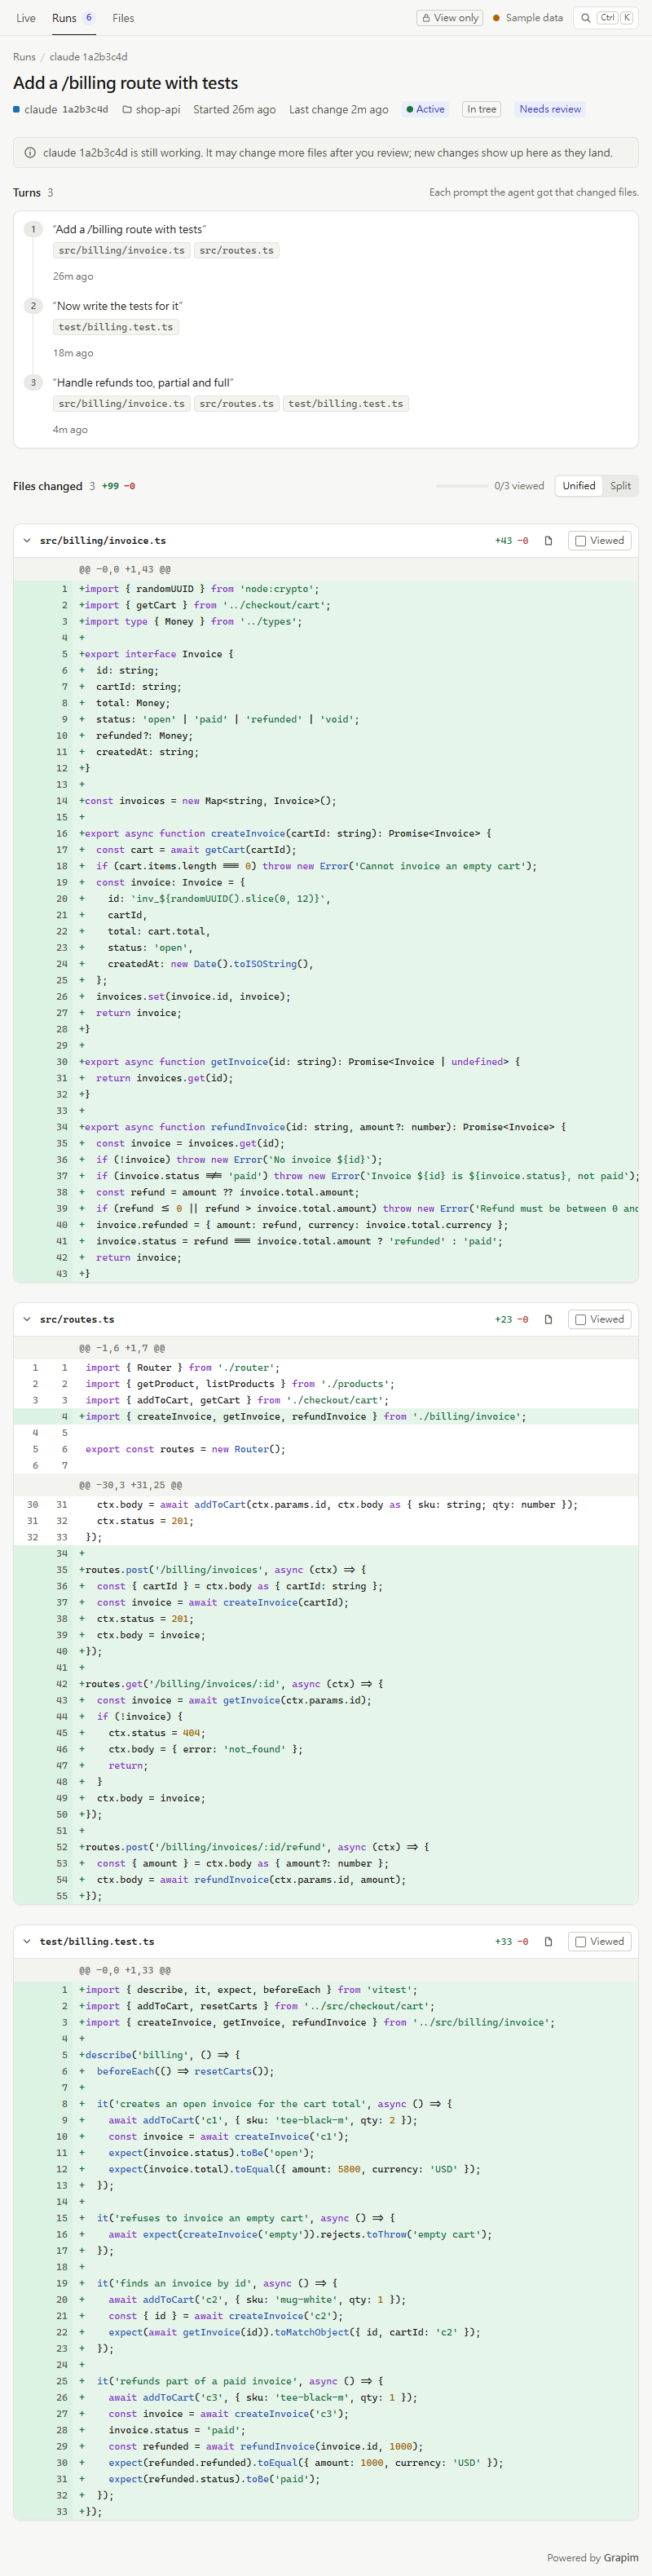 Live Runs 6 Files View only Sample data Ctrl K
Runs / claude 1a2b3c4d
Add a /billing route with tests
claude 1a2b3c4d shop-api Started 26m ago Last change 2m ago Active In tree Needs review
claude 1a2b3c4d is still working. It may change more files after you review; new changes show up here as they land.
Turns 3 Each prompt the agent got that changed files.
1 “Add a /billing route with tests”
src/billing/invoice.ts src/routes.ts
26m ago
2 “Now write the tests for it”
test/billing.test.ts
18m ago
3 “Handle refunds too, partial and full”
src/billing/invoice.ts src/routes.ts test/billing.test.ts
4m ago
Files changed 3 +99 −0 0/3 viewed Unified Split
src/billing/invoice.ts +43 −0 Viewed
@@ −0,0 +1,43 @@
1 +import { randomUUID } from 'node:crypto';
2 +import { getCart } from '../checkout/cart';
3 +import type { Money } from '../types';
4 +
5 +export interface Invoice {
6 + id: string;
7 + cartId: string;
8 + total: Money;
9 + status: 'open' | 'paid' | 'refunded' | 'void';
10 + refunded?: Money;
11 + createdAt: string;
12 +}
13 +
14 +const invoices = new Map<string, Invoice>();
15 +
16 +export async function createInvoice(cartId: string): Promise<Invoice> {
17 + const cart = await getCart(cartId);
18 + if (cart.items.length === 0) throw new Error('Cannot invoice an empty cart');
19 + const invoice: Invoice = {
20 + id: `inv_${randomUUID().slice(0, 12)}`,
21 + cartId,
22 + total: cart.total,
23 + status: 'open',
24 + createdAt: new Date().toISOString(),
25 + };
26 + invoices.set(invoice.id, invoice);
27 + return invoice;
28 +}
29 +
30 +export async function getInvoice(id: string): Promise<Invoice | undefined> {
31 + return invoices.get(id);
32 +}
33 +
34 +export async function refundInvoice(id: string, amount?: number): Promise<Invoice> {
35 + const invoice = invoices.get(id);
36 + if (!invoice) throw new Error(`No invoice ${id}`);
37 + if (invoice.status !== 'paid') throw new Error(`Invoice ${id} is ${invoice.status}, not paid`);
38 + const refund = amount ?? invoice.total.amount;
39 + if (refund <= 0 || refund > invoice.total.amount) throw new Error('Refund must be between 0 and
40 + invoice.refunded = { amount: refund, currency: invoice.total.currency };
41 + invoice.status = refund === invoice.total.amount ? 'refunded' : 'paid';
42 + return invoice;
43 +}
src/routes.ts +23 −0 Viewed
@@ −1,6 +1,7 @@
1 1 import { Router } from './router';
2 2 import { getProduct, listProducts } from './products';
3 3 import { addToCart, getCart } from './checkout/cart';
4 +import { createInvoice, getInvoice, refundInvoice } from './billing/invoice';
4 5
5 6 export const routes = new Router();
6 7
@@ −30,3 +31,25 @@
30 31 ctx.body = await addToCart(ctx.params.id, ctx.body as { sku: string; qty: number });
31 32 ctx.status = 201;
32 33 });
34 +
35 +routes.post('/billing/invoices', async (ctx) => {
36 + const { cartId } = ctx.body as { cartId: string };
37 + const invoice = await createInvoice(cartId);
38 + ctx.status = 201;
39 + ctx.body = invoice;
40 +});
41 +
42 +routes.get('/billing/invoices/:id', async (ctx) => {
43 + const invoice = await getInvoice(ctx.params.id);
44 + if (!invoice) {
45 + ctx.status = 404;
46 + ctx.body = { error: 'not_found' };
47 + return;
48 + }
49 + ctx.body = invoice;
50 +});
51 +
52 +routes.post('/billing/invoices/:id/refund', async (ctx) => {
53 + const { amount } = ctx.body as { amount?: number };
54 + ctx.body = await refundInvoice(ctx.params.id, amount);
55 +});
test/billing.test.ts +33 −0 Viewed
@@ −0,0 +1,33 @@
1 +import { describe, it, expect, beforeEach } from 'vitest';
2 +import { addToCart, resetCarts } from '../src/checkout/cart';
3 +import { createInvoice, getInvoice, refundInvoice } from '../src/billing/invoice';
4 +
5 +describe('billing', () => {
6 + beforeEach(() => resetCarts());
7 +
8 + it('creates an open invoice for the cart total', async () => {
9 + await addToCart('c1', { sku: 'tee-black-m', qty: 2 });
10 + const invoice = await createInvoice('c1');
11 + expect(invoice.status).toBe('open');
12 + expect(invoice.total).toEqual({ amount: 5800, currency: 'USD' });
13 + });
14 +
15 + it('refuses to invoice an empty cart', async () => {
16 + await expect(createInvoice('empty')).rejects.toThrow('empty cart');
17 + });
18 +
19 + it('finds an invoice by id', async () => {
20 + await addToCart('c2', { sku: 'mug-white', qty: 1 });
21 + const { id } = await createInvoice('c2');
22 + expect(await getInvoice(id)).toMatchObject({ id, cartId: 'c2' });
23 + });
24 +
25 + it('refunds part of a paid invoice', async () => {
26 + await addToCart('c3', { sku: 'tee-black-m', qty: 1 });
27 + const invoice = await createInvoice('c3');
28 + invoice.status = 'paid';
29 + const refunded = await refundInvoice(invoice.id, 1000);
30 + expect(refunded.refunded).toEqual({ amount: 1000, currency: 'USD' });
31 + expect(refunded.status).toBe('paid');
32 + });
33 +});
Powered by Grapim